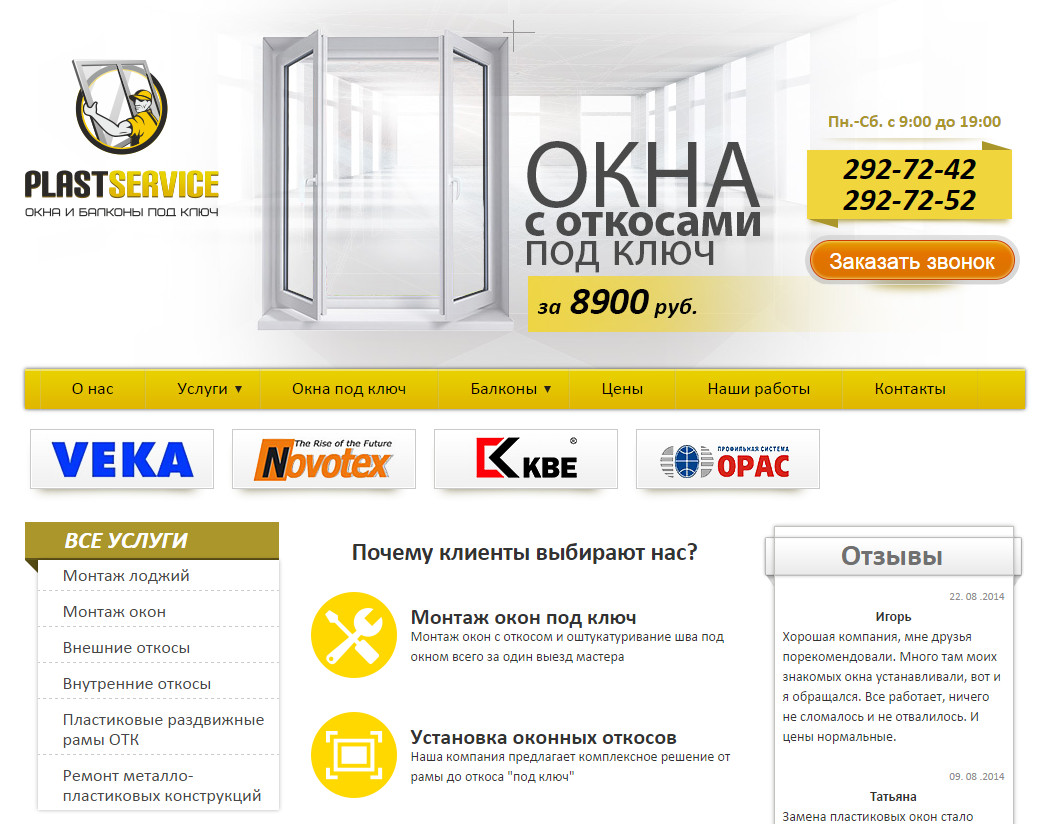 PLASTSERVICE
ОКНА И БАЛКОНЫ ПОД КЛЮЧ
ОКНА
с откосами
под ключ
за 8900 руб.
Пн.-Сб. с 9:00 до 19:00
292-72-42
292-72-52
Заказать звонок
О нас
Услуги ▼
Окна под ключ
Балконы ▼
Цены
Наши работы
Контакты
VEKA
The Rise of the Future
Novotex
KBE ®
ПРОФИЛЬНАЯ СИСТЕМА
ОРАС
ВСЕ УСЛУГИ
Монтаж лоджий
Монтаж окон
Внешние откосы
Внутренние откосы
Пластиковые раздвижные
рамы ОТК
Ремонт металло-
пластиковых конструкций
Почему клиенты выбирают нас?
Монтаж окон под ключ
Монтаж окон с откосом и оштукатуривание шва под
окном всего за один выезд мастера
Установка оконных откосов
Наша компания предлагает комплексное решение от
рамы до откоса "под ключ"
Отзывы
22. 08 .2014
Игорь
Хорошая компания, мне друзья
порекомендовали. Много там моих
знакомых окна устанавливали, вот и
я обращался. Все работает, ничего
не сломалось и не отвалилось. И
цены нормальные.
09. 08 .2014
Татьяна
Замена пластиковых окон стало